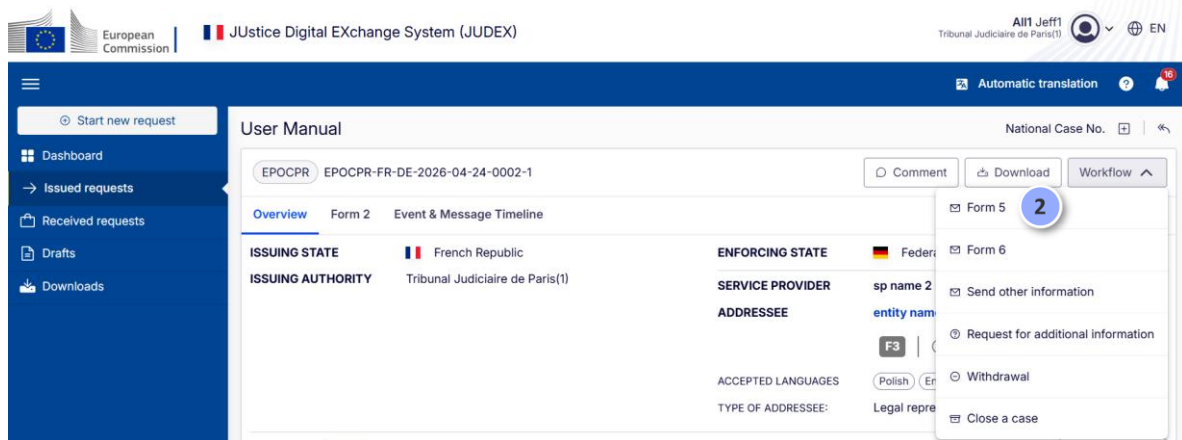 European
Commission
JUstice Digital EXchange System (JUDEX)
All1 Jeff1
Tribunal Judiciaire de Paris(1)
EN
Automatic translation
16
Start new request
User Manual
National Case No.
Dashboard
EPOCPR EPOCPR-FR-DE-2026-04-24-0002-1
Comment
Download
Workflow
Issued requests
Received requests
Drafts
Downloads
Overview Form 2 Event & Message Timeline
ISSUING STATE French Republic
ISSUING AUTHORITY Tribunal Judiciaire de Paris(1)
ENFORCING STATE
SERVICE PROVIDER sp name 2
ADDRESSEE
F3
ACCEPTED LANGUAGES Polish
TYPE OF ADDRESSEE: Legal
Form 5
2
Form 6
Send other information
Request for additional information
Withdrawal
Close a case